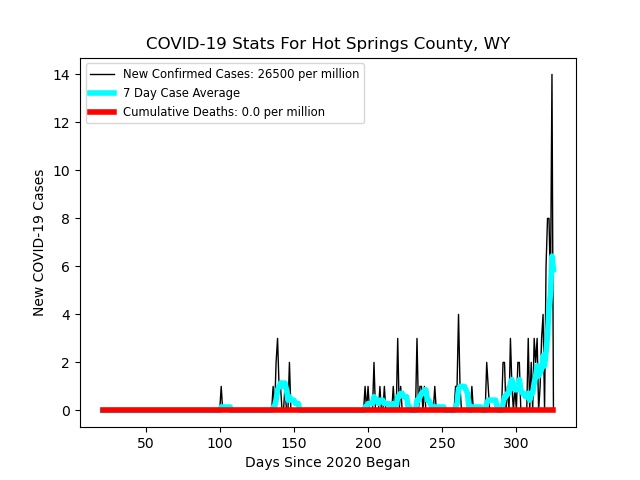 COVID-19 Stats For Hot Springs County, WY
New Confirmed Cases: 26500 per million
7 Day Case Average
Cumulative Deaths: 0.0 per million
New COVID-19 Cases
14
12
10
8
6
4
2
0
50 100 150 200 250 300
Days Since 2020 Began